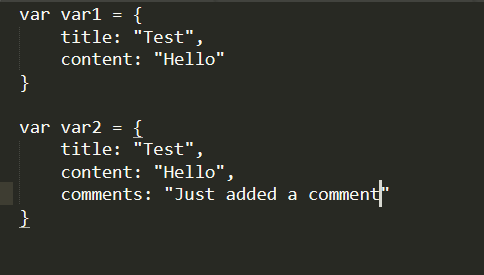 var var1 = {
    title: "Test",
    content: "Hello"
}

var var2 = {
    title: "Test",
    content: "Hello",
    comments: "Just added a comment"
}